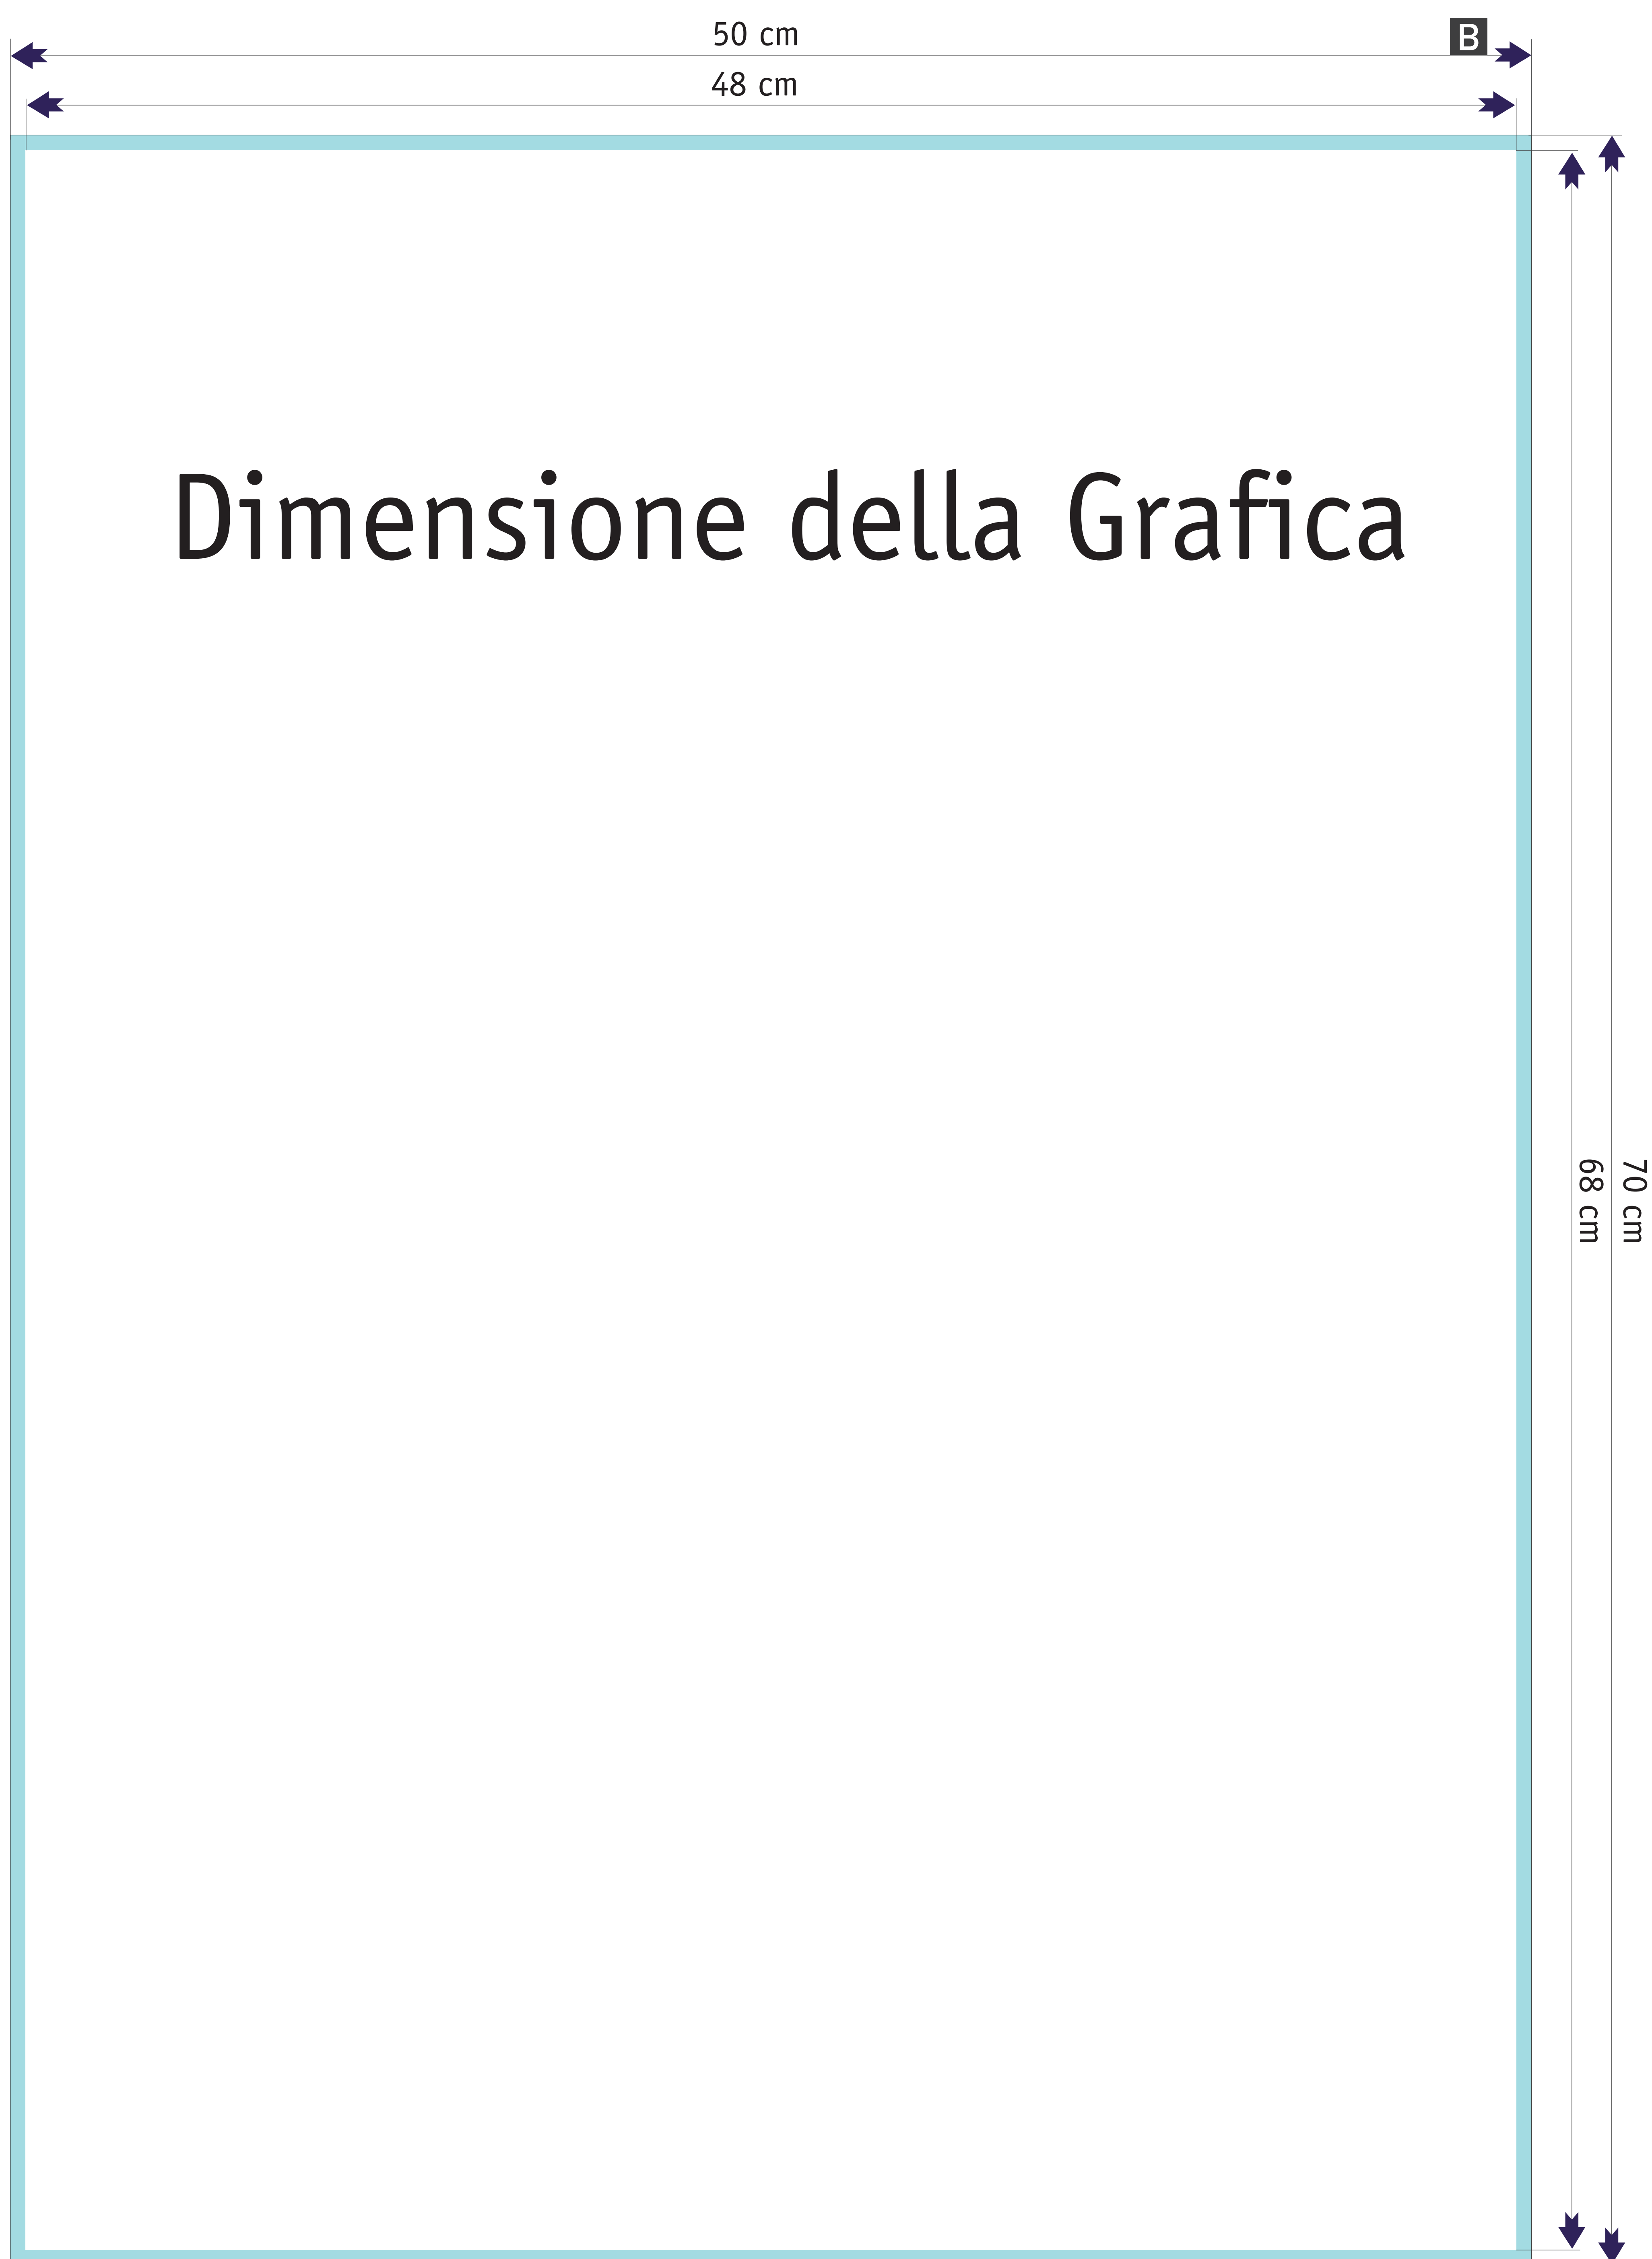 50 cm
B
48 cm
Dimensione della Grafica
68 cm
70 cm